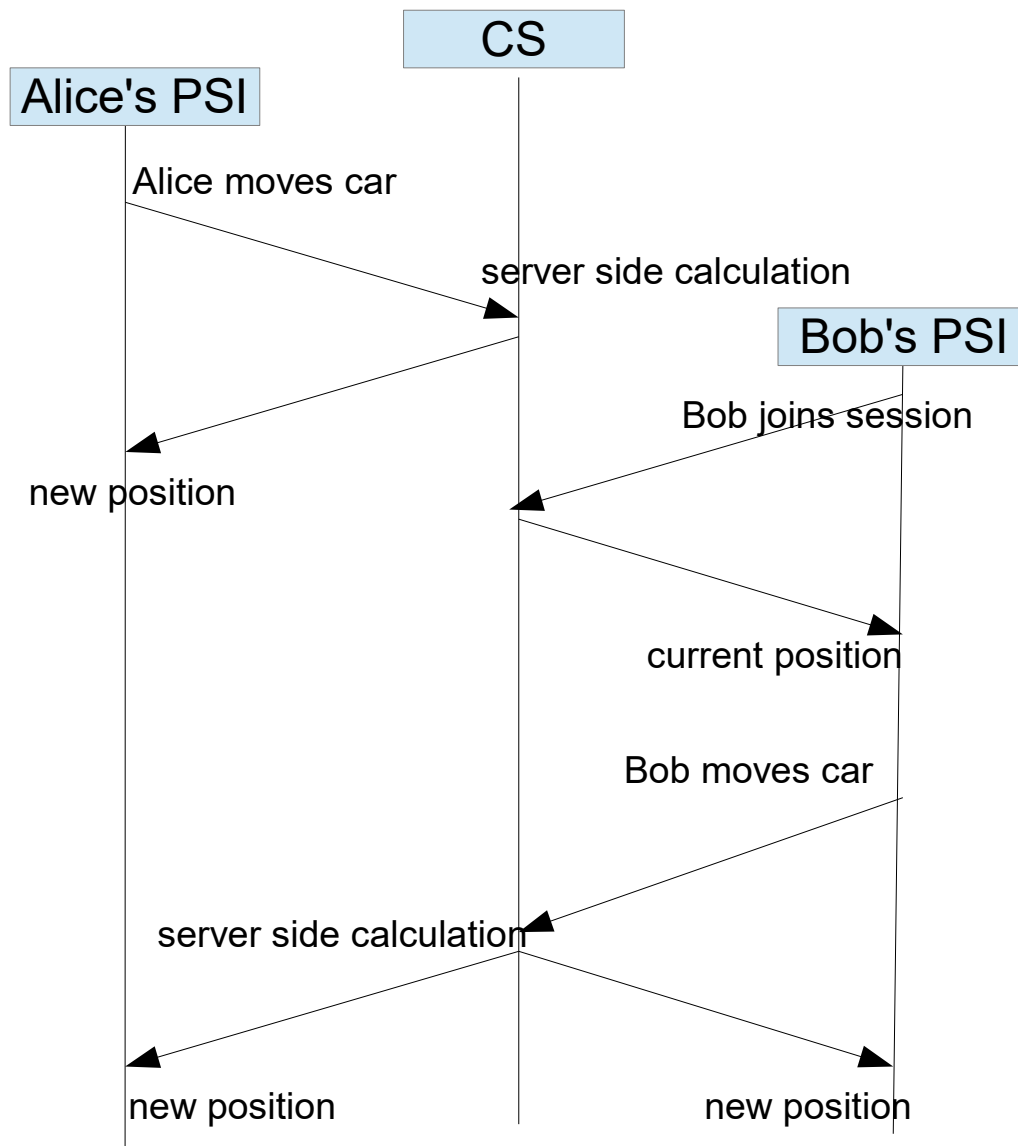 CS
Alice's PSI
Alice moves car
server side calculation
Bob's PSI
Bob joins session
new position
current position
Bob moves car
server side calculation
new position
new position